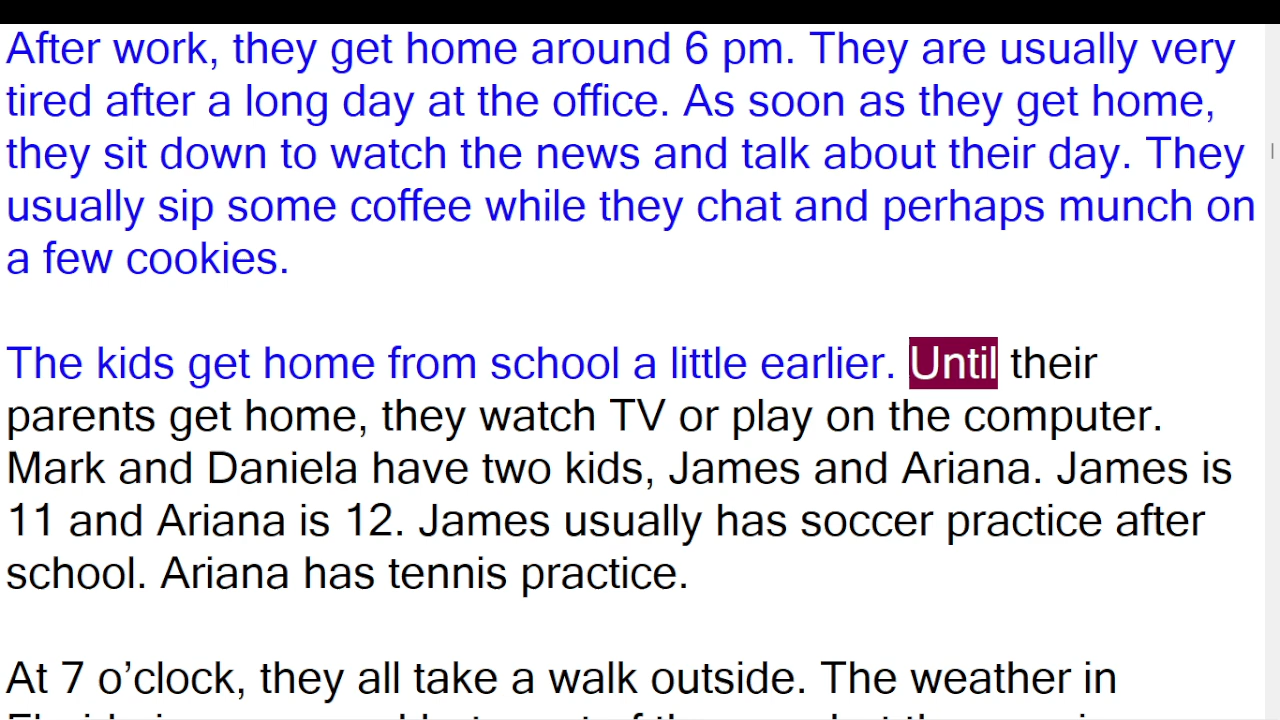 After work, they get home around 6 pm. They are usually very
tired after a long day at the office. As soon as they get home,
they sit down to watch the news and talk about their day. They
usually sip some coffee while they chat and perhaps munch on
a few cookies.
The kids get home from school a little earlier. Until their
parents get home, they watch TV or play on the computer.
Mark and Daniela have two kids, James and Ariana. James is
11 and Ariana is 12. James usually has soccer practice after
school. Ariana has tennis practice.
At 7 o’clock, they all take a walk outside. The weather in